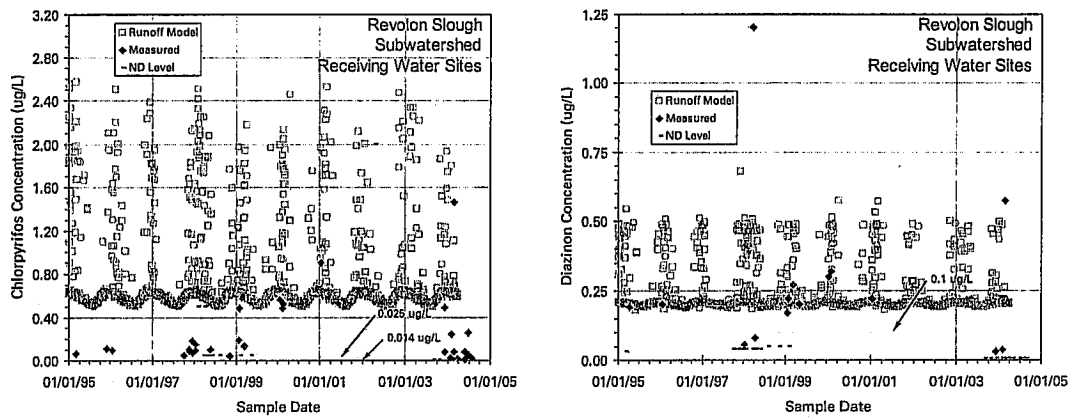 Revolon Slough
Subwatershed
Receiving Water Sites
Runoff Model
Measured
ND Level
Chlorpyrifos Concentration (ug/L)
3.20
2.80
2.40
2.00
1.60
1.20
0.80
0.40
0.00
0.025 ug/L
0.014 ug/L
01/01/95 01/01/97 01/01/99 01/01/01 01/01/03 01/01/05
Sample Date
Revolon Slough
Subwatershed
Receiving Water Sites
Runoff Model
Measured
ND Level
Diazinon Concentration (ug/L)
1.25
1.00
0.75
0.50
0.25
0.00
0.1 ug/L
01/01/95 01/01/97 01/01/99 01/01/01 01/01/03 01/01/05
Sample Date